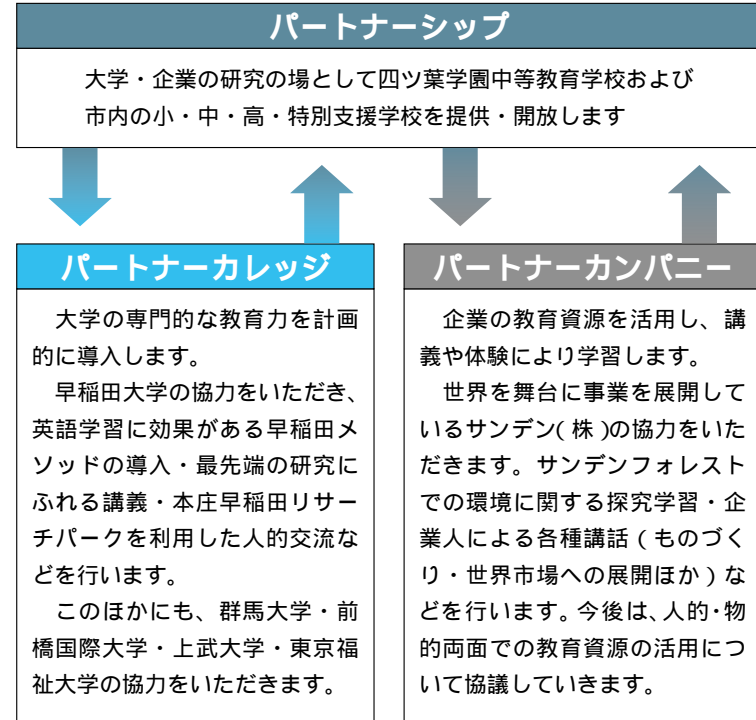 パートナーシップ
大学・企業の研究の場として四ツ葉学園中等教育学校および
市内の小・中・高・特別支援学校を提供・開放します
パートナーカレッジ
大学の専門的な教育力を計画
的に導入します。
早稲田大学の協力をいただき、
英語学習に効果がある早稲田メ
ソッドの導入・最先端の研究に
ふれる講義・本庄早稲田リサー
チパークを利用した人的交流な
どを行います。
このほかにも、群馬大学・前
橋国際大学・上武大学・東京福
祉大学の協力をいただきます。
パートナーカンパニー
企業の教育資源を活用し、講
義や体験により学習します。
世界を舞台に事業を展開して
いるサンデン(株)の協力をいた
だきます。サンデンフォレスト
での環境に関する探究学習・企
業人による各種講話(ものづく
り・世界市場への展開ほか)な
どを行います。今後は、人的・物
的両面での教育資源の活用につ
いて協議していきます。